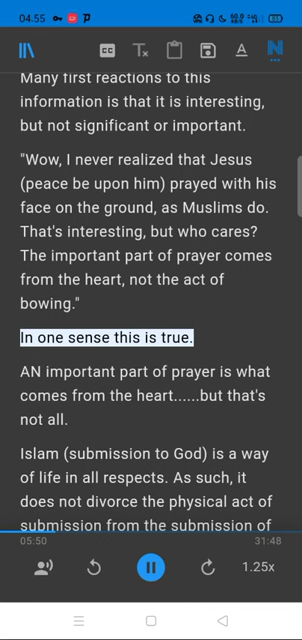 04.55
CC
Many first reactions to this
information is that it is interesting,
but not significant or important.
"Wow, I never realized that Jesus
(peace be upon him) prayed with his
face on the ground, as Muslims do.
That's interesting, but who cares?
The important part of prayer comes
from the heart, not the act of
bowing."
In one sense this is true.
AN important part of prayer is what
comes from the heart......but that's
not all.
Islam (submission to God) is a way
of life in all respects. As such, it
does not divorce the physical act of
submission from the submission of
05:50
31:48
1.25x